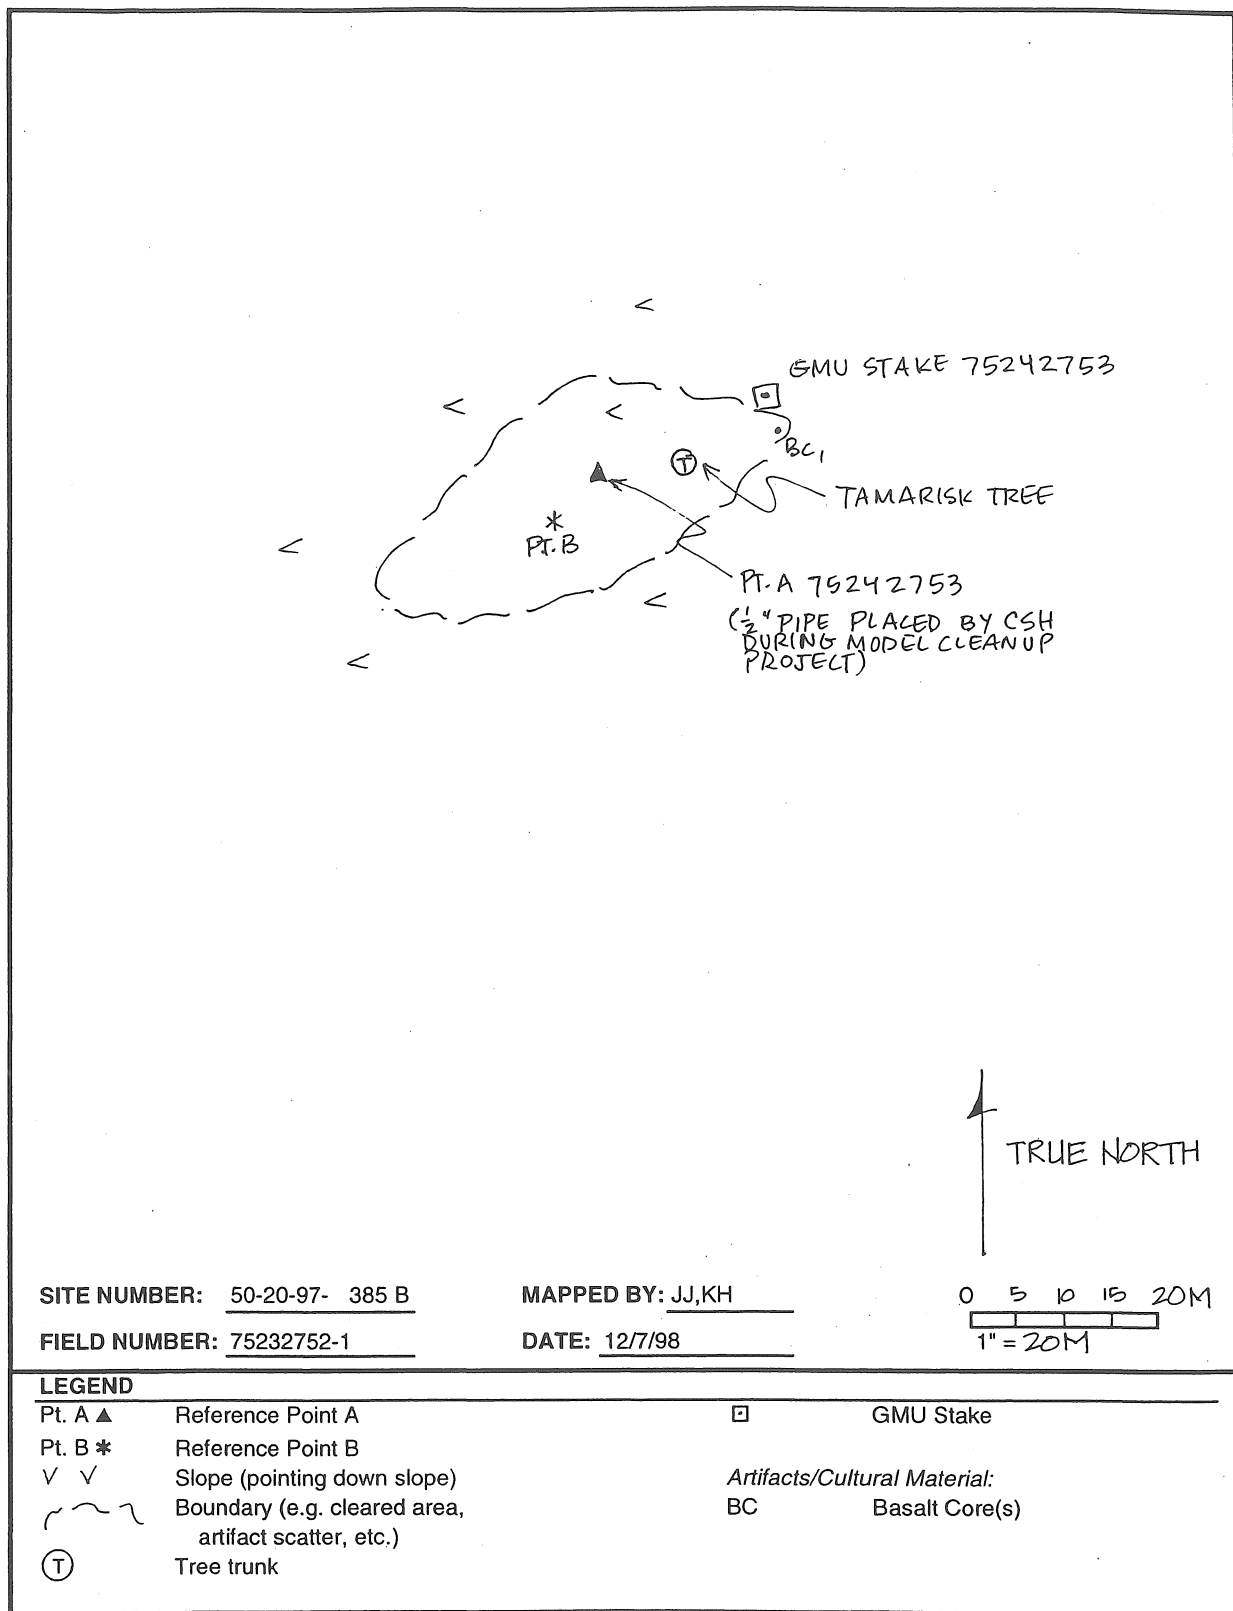 GMU STAKE 75242753
BC1
T
TAMARISK TREE
PT. B
PT. A 75242753
(1/2" PIPE PLACED BY CSH
DURING MODEL CLEANUP
PROJECT)
TRUE NORTH
SITE NUMBER: 50-20-97- 385 B
MAPPED BY: JJ,KH
0 5 10 15 20M
FIELD NUMBER: 75232752-1
DATE: 12/7/98
1" = 20M
LEGEND
Pt. A ▲ Reference Point A
GMU Stake
Pt. B * Reference Point B
V V Slope (pointing down slope)
Artifacts/Cultural Material:
Boundary (e.g. cleared area,
BC Basalt Core(s)
artifact scatter, etc.)
T Tree trunk